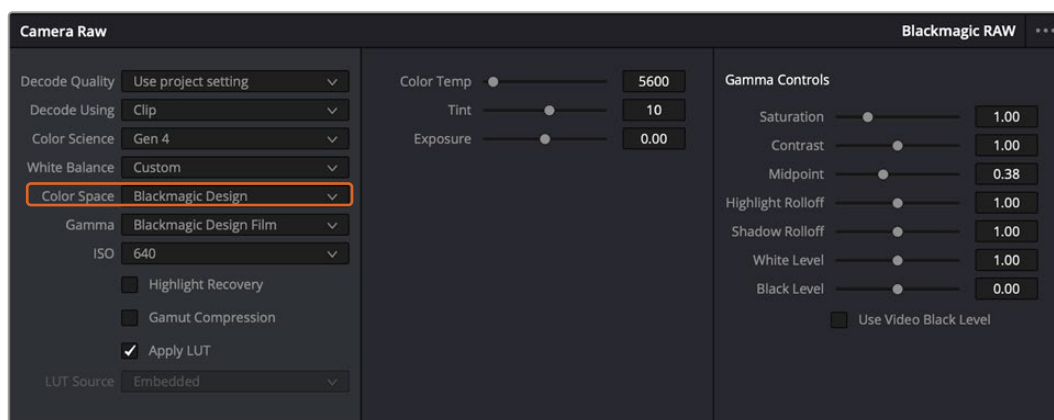 Camera Raw
Blackmagic RAW
Decode Quality Use project setting
Decode Using Clip
Color Science Gen 4
White Balance Custom
Color Space Blackmagic Design
Gamma Blackmagic Design Film
ISO 640
Highlight Recovery
Gamut Compression
Apply LUT
LUT Source Embedded
Color Temp 5600
Tint 10
Exposure 0.00
Gamma Controls
Saturation 1.00
Contrast 1.00
Midpoint 0.38
Highlight Rolloff 1.00
Shadow Rolloff 1.00
White Level 1.00
Black Level 0.00
Use Video Black Level